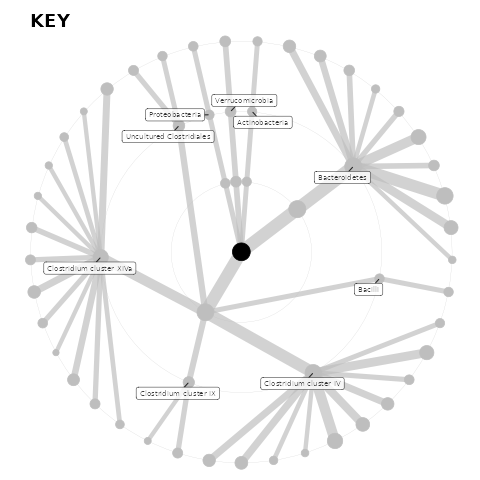 KEY
Verrucomicrobia
Proteobacteria
Actinobacteria
Uncultured Clostridiales
Bacteroidetes
Clostridium cluster XIVa
Bacilli
Clostridium cluster IV
Clostridium cluster IX